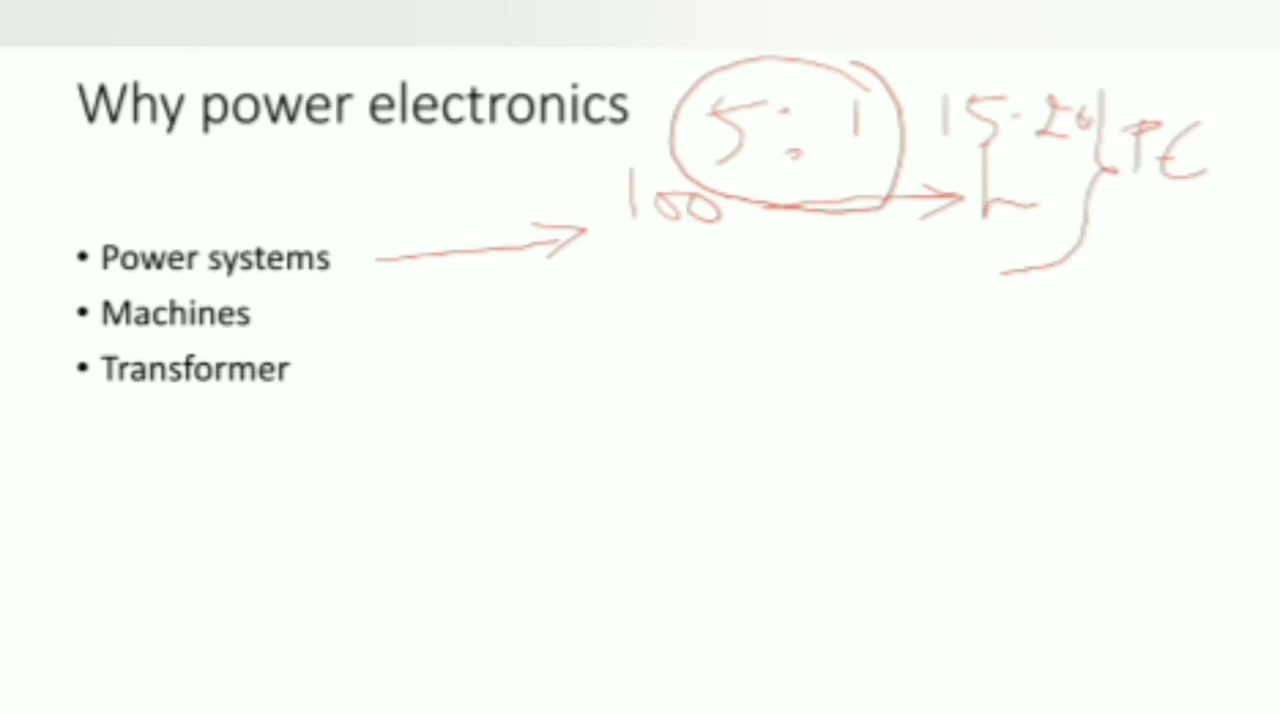 Why power electronics
5:1
15-20
PE
100
• Power systems
• Machines
• Transformer